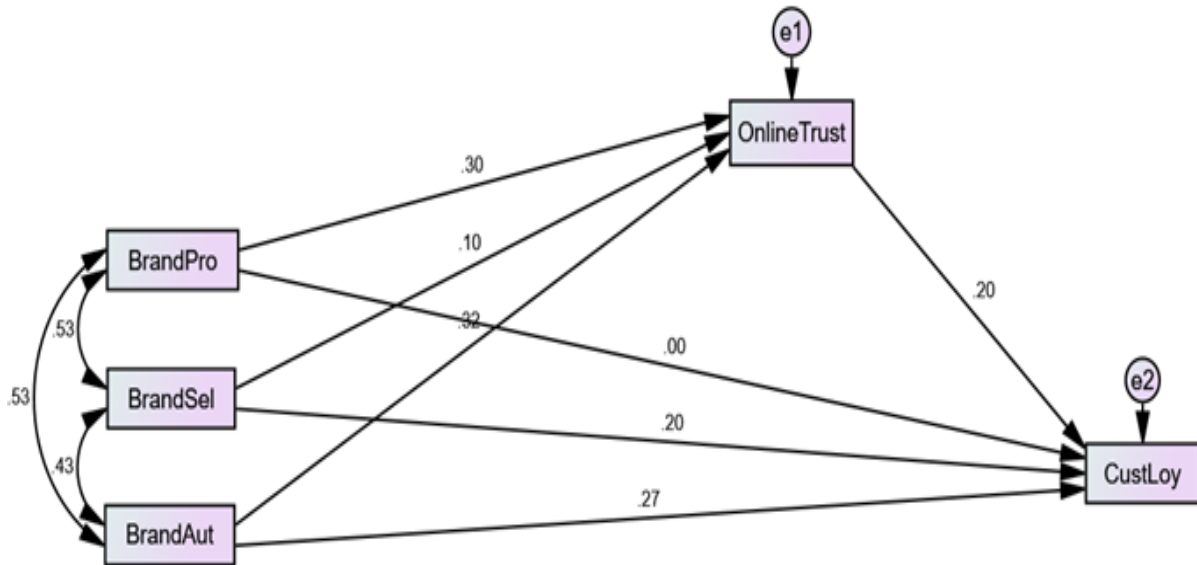 e1
OnlineTrust
.30
BrandPro
.10
.32
.20
.53
.00
e2
.53
BrandSel
.20
CustLoy
.43
.27
BrandAut